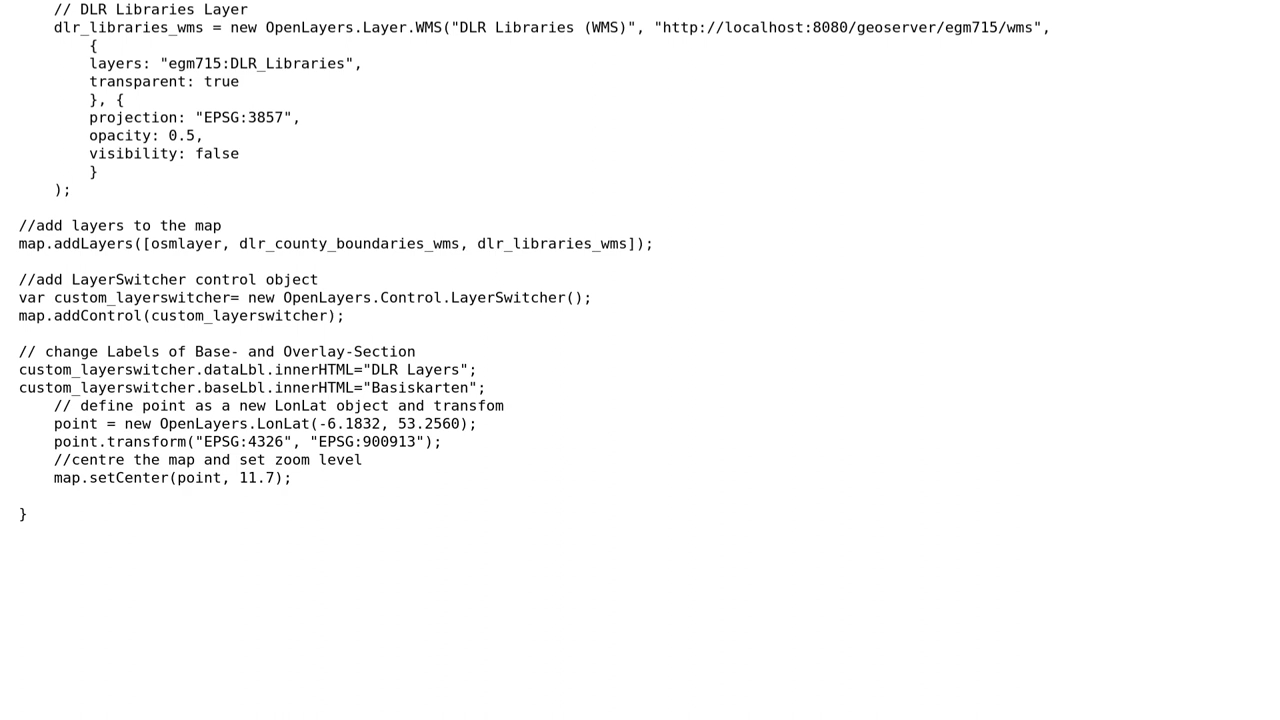 // DLR Libraries Layer
dlr_libraries_wms = new OpenLayers.Layer.WMS("DLR Libraries (WMS)", "http://localhost:8080/geoserver/egm715/wms",
{
layers: "egm715:DLR_Libraries",
transparent: true
}, {
projection: "EPSG:3857",
opacity: 0.5,
visibility: false
}
);
//add layers to the map
map.addLayers([osmlayer, dlr_county_boundaries_wms, dlr_libraries_wms]);
//add LayerSwitcher control object
var custom_layerswitcher= new OpenLayers.Control.LayerSwitcher();
map.addControl(custom_layerswitcher);
// change Labels of Base- and Overlay-Section
custom_layerswitcher.dataLbl.innerHTML="DLR Layers";
custom_layerswitcher.baseLbl.innerHTML="Basiskarten";
// define point as a new LonLat object and transfom
point = new OpenLayers.LonLat(-6.1832, 53.2560);
point.transform("EPSG:4326", "EPSG:900913");
//centre the map and set zoom level
map.setCenter(point, 11.7);
}